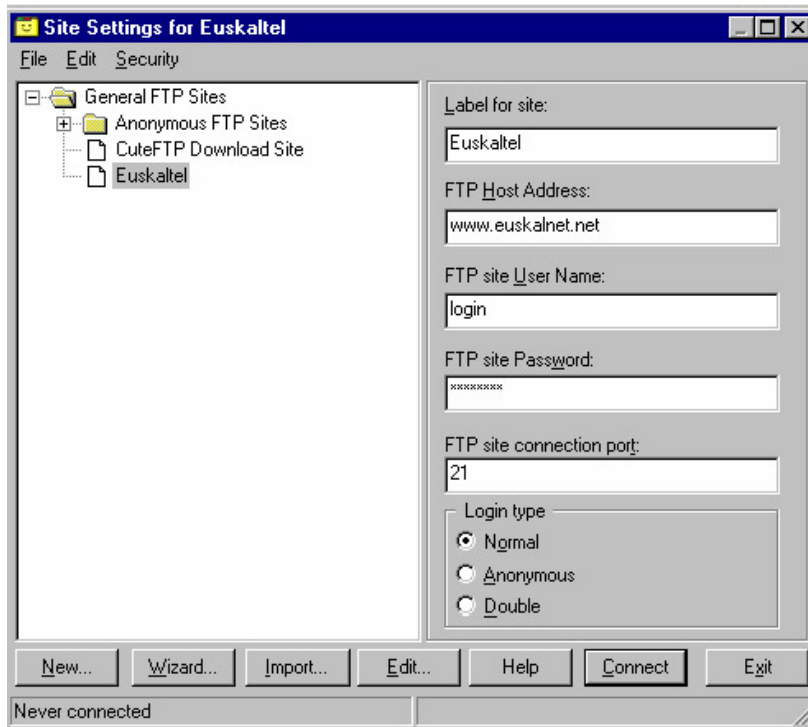 Site Settings for Euskaltel
File Edit Security
General FTP Sites
Anonymous FTP Sites
CuteFTP Download Site
Euskaltel
Label for site:
Euskaltel
FTP Host Address:
www.euskalnet.net
FTP site User Name:
login
FTP site Password:
********
FTP site connection port:
21
Login type
Normal
Anonymous
Double
New... Wizard... Import... Edit... Help Connect Exit
Never connected